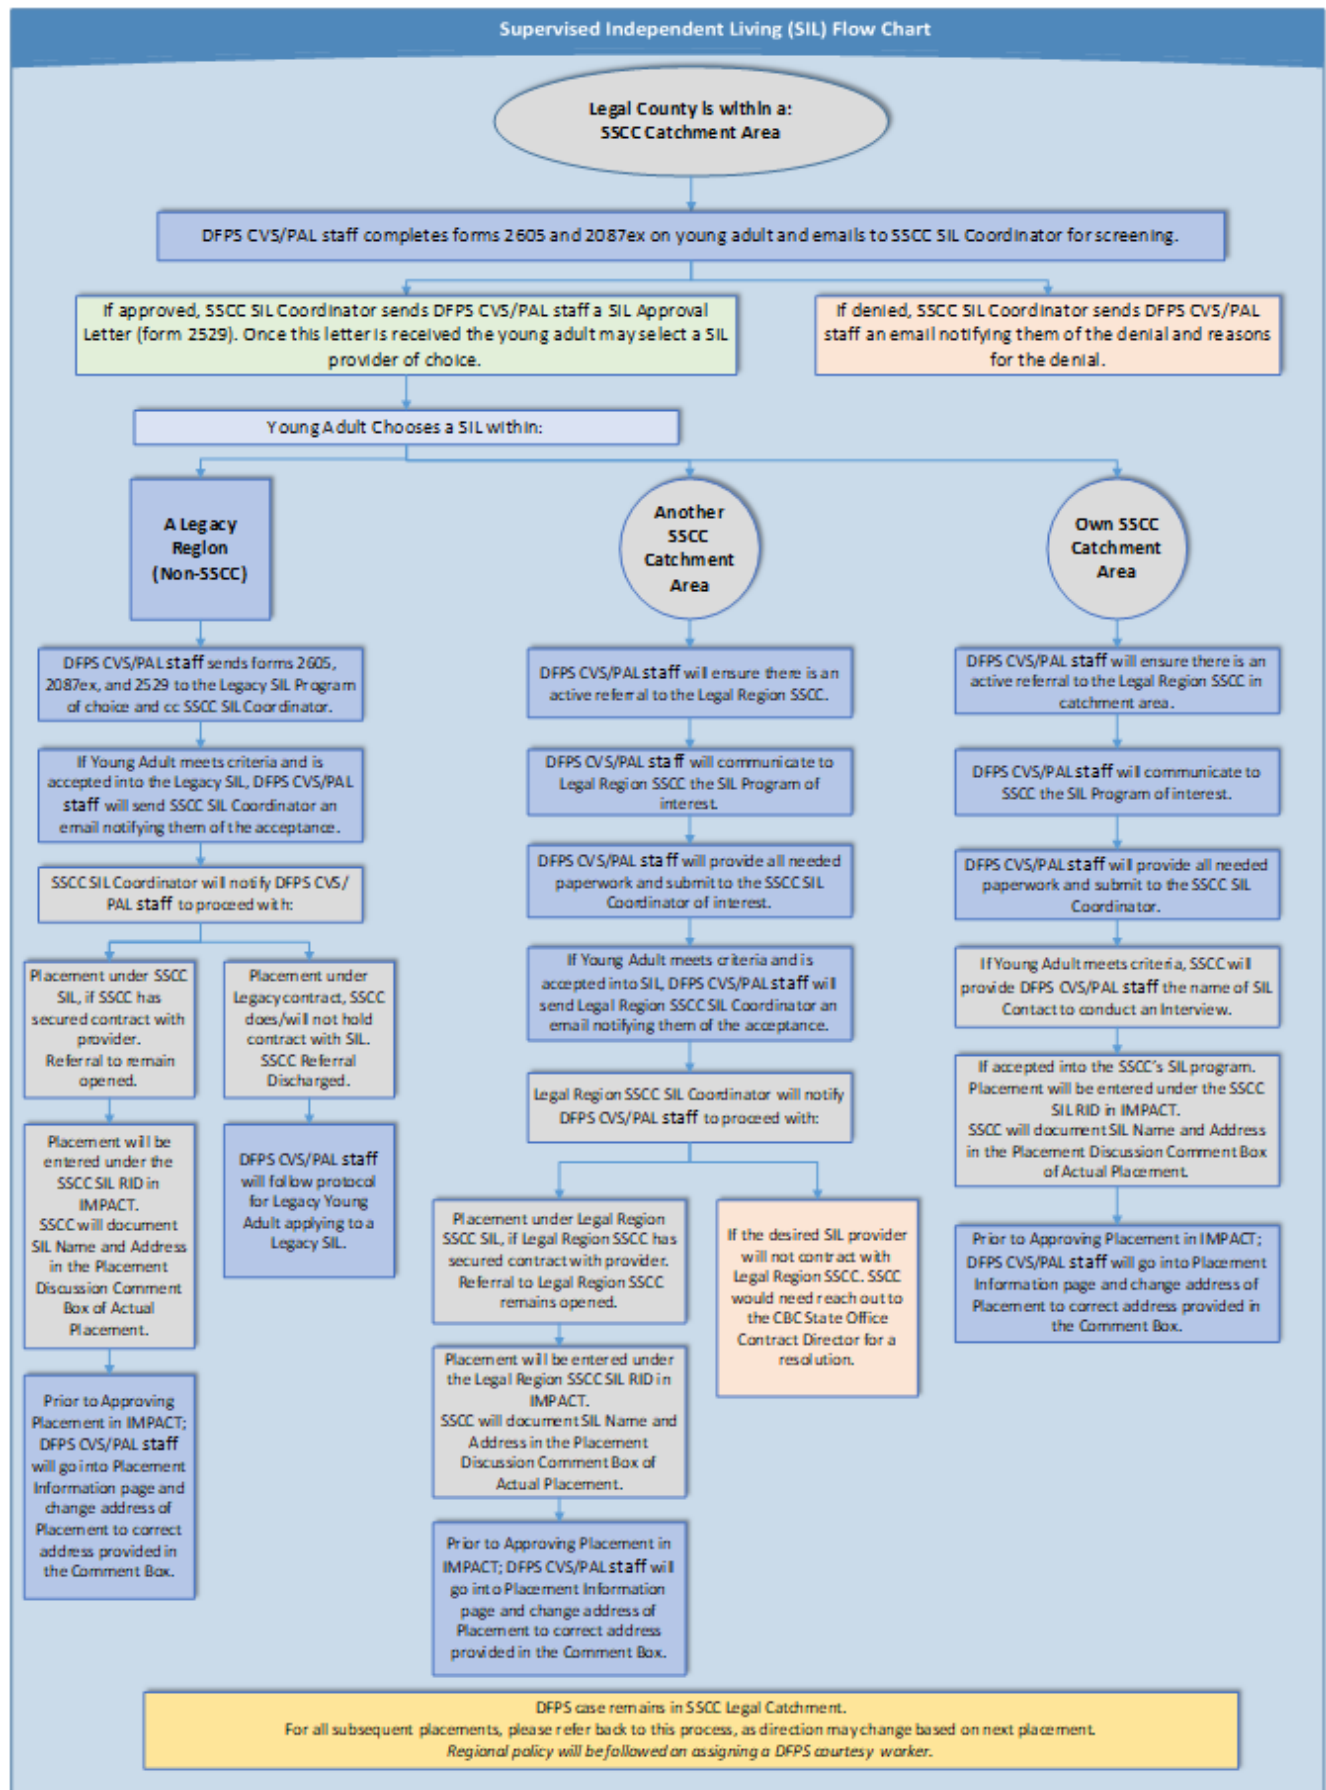 Supervised Independent Living (SIL) Flow Chart
Legal County is within a:
SSCC Catchment Area
DFPS CVS/PAL staff completes forms 2605 and 2087ex on young adult and emails to SSCC SIL Coordinator for screening.
If approved, SSCC SIL Coordinator sends DFPS CVS/PAL staff a SIL Approval
Letter (form 2529). Once this letter is received the young adult may select a SIL
provider of choice.
If denied, SSCC SIL Coordinator sends DFPS CVS/PAL
staff an email notifying them of the denial and reasons
for the denial.
Young Adult Chooses a SIL within:
A Legacy
Region
(Non-SSCC)
DFPS CVS/PAL staff sends forms 2605,
2087ex, and 2529 to the Legacy SIL Program
of choice and cc SSCC SIL Coordinator.
If Young Adult meets criteria and is
accepted into the Legacy SIL, DFPS CVS/PAL
staff will send SSCC SIL Coordinator an
email notifying them of the acceptance.
SSCC SIL Coordinator will notify DFPS CVS/
PAL staff to proceed with:
Placement under SSCC
SIL, if SSCC has
secured contract with
provider.
Referral to remain
opened.
Placement will be
entered under the
SSCC SIL RID in
IMPACT.
SSCC will document
SIL Name and Address
in the Placement
Discussion Comment
Box of Actual
Placement.
Prior to Approving
Placement in IMPACT;
DFPS CVS/PAL staff
will go into Placement
Information page and
change address of
Placement to correct
address provided in
the Comment Box.
Placement under
Legacy contract, SSCC
does/will not hold
contract with SIL.
SSCC Referral
Discharged.
DFPS CVS/PAL staff
will follow protocol
for Legacy Young
Adult applying to a
Legacy SIL.
Another
SSCC
Catchment
Area
DFPS CVS/PAL staff will ensure there is an
active referral to the Legal Region SSCC.
DFPS CVS/PAL staff will communicate to
Legal Region SSCC the SIL Program of
interest.
DFPS CVS/PAL staff will provide all needed
paperwork and submit to the SSCC SIL
Coordinator of interest.
If Young Adult meets criteria and is
accepted into SIL, DFPS CVS/PAL staff will
send Legal Region SSCC SIL Coordinator an
email notifying them of the acceptance.
Legal Region SSCC SIL Coordinator will notify
DFPS CVS/PAL staff to proceed with:
Placement under Legal Region
SSCC SIL, if Legal Region SSCC has
secured contract with provider.
Referral to Legal Region SSCC
remains opened.
Placement will be entered under
the Legal Region SSCC SIL RID in
IMPACT.
SSCC will document SIL Name and
Address in the Placement
Discussion Comment Box of
Actual Placement.
Prior to Approving Placement in
IMPACT; DFPS CVS/PAL staff will
go into Placement Information
page and change address of
Placement to correct address
provided in the Comment Box.
If the desired SIL provider
will not contract with
Legal Region SSCC. SSCC
would need reach out to
the CBC State Office
Contract Director for a
resolution.
Own SSCC
Catchment
Area
DFPS CVS/PAL staff will ensure there is an
active referral to the Legal Region SSCC in
catchment area.
DFPS CVS/PAL staff will communicate to
SSCC the SIL Program of interest.
DFPS CVS/PAL staff will provide all needed
paperwork and submit to the SSCC SIL
Coordinator.
If Young Adult meets criteria, SSCC will
provide DFPS CVS/PAL staff the name of SIL
Contact to conduct an Interview.
If accepted into the SSCC's SIL program.
Placement will be entered under the SSCC
SIL RID in IMPACT.
SSCC will document SIL Name and Address
in the Placement Discussion Comment Box
of Actual Placement.
Prior to Approving Placement in IMPACT;
DFPS CVS/PAL staff will go into Placement
Information page and change address of
Placement to correct address provided in
the Comment Box.
DFPS case remains in SSCC Legal Catchment.
For all subsequent placements, please refer back to this process, as direction may change based on next placement.
Regional policy will be followed on assigning a DFPS courtesy worker.